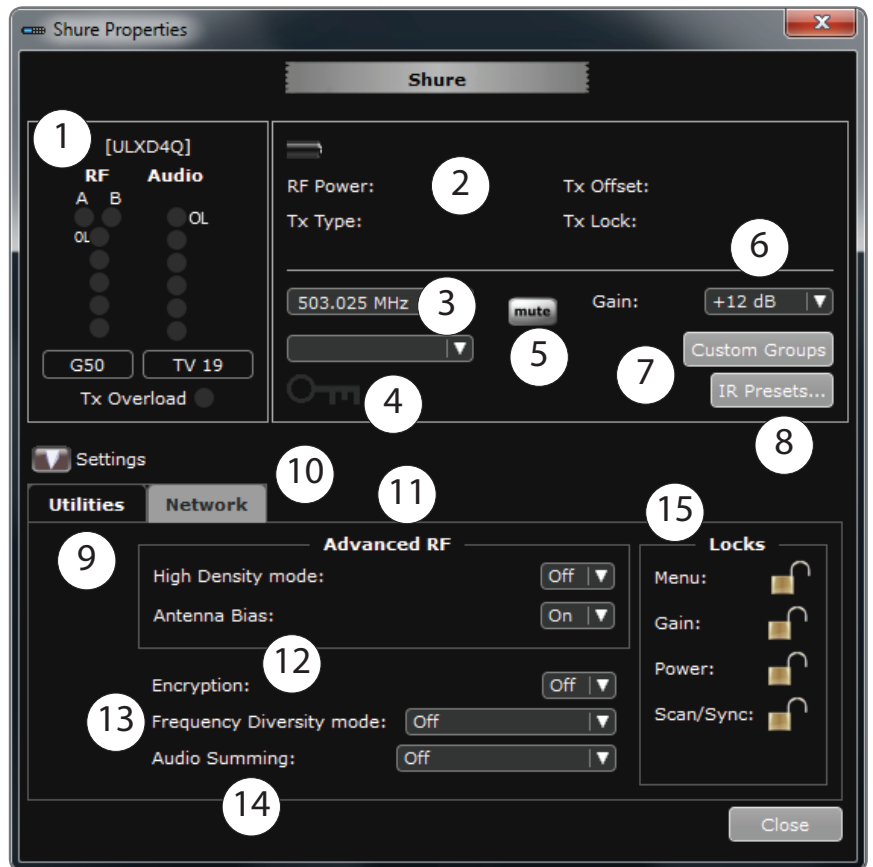 Shure Properties
Shure
1
[ULXD4Q]
RF Audio
A B
OL
OL
G50 TV 19
Tx Overload
2
RF Power: Tx Offset:
Tx Type: Tx Lock:
6
503.025 MHz 3 mute Gain: +12 dB
5
7 Custom Groups
4 IR Presets...
8
Settings
10
11
Utilities Network
15
9
Advanced RF
High Density mode: Off
Antenna Bias: On
12
Encryption: Off
13 Frequency Diversity mode: Off
Audio Summing: Off
14
Locks
Menu:
Gain:
Power:
Scan/Sync:
Close